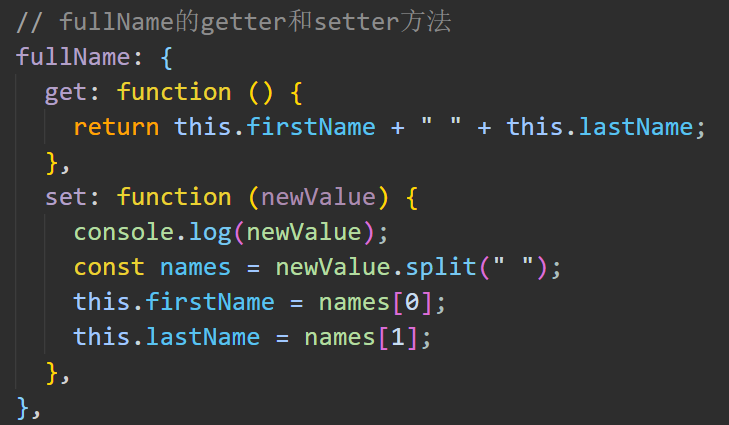 // fullName的getter和setter方法
fullName: {
  get: function () {
    return this.firstName + " " + this.lastName;
  },
  set: function (newValue) {
    console.log(newValue);
    const names = newValue.split(" ");
    this.firstName = names[0];
    this.lastName = names[1];
  },
},